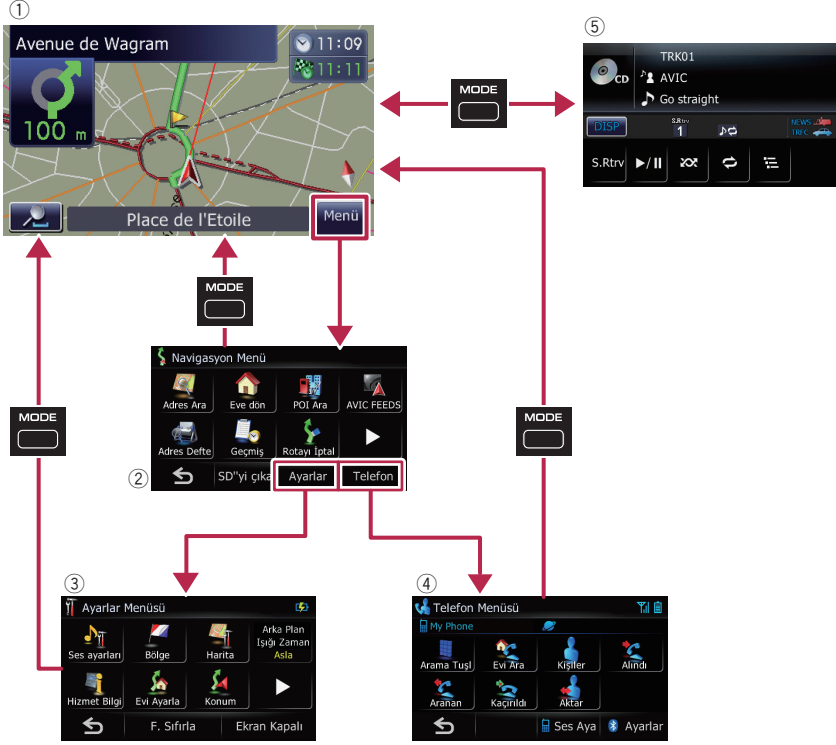 ①
Avenue de Wagram
11:09
11:11
100 m
Place de l'Etoile
Menü
MODE
⑤
CD
TRK01
AVIC
Go straight
DISP
S.Rtrv
1
NEWS
TRFC
S.Rtrv
MODE
Navigasyon Menü
Adres Ara
Eve dön
POI Ara
AVIC FEEDS
Adres Defte
Geçmiş
Rotayı İptal
②
SD"yi çıka
Ayarlar
Telefon
MODE
MODE
③
Ayarlar Menüsü
Ses ayarları
Bölge
Harita
Arka Plan
Işığı Zaman
Asla
Hizmet Bilgi
Evi Ayarla
Konum
F. Sıfırla
Ekran Kapalı
④
Telefon Menüsü
My Phone
Arama Tuşl
Evi Ara
Kişiler
Alındı
Aranan
Kaçırıldı
Aktar
Ses Aya
Ayarlar